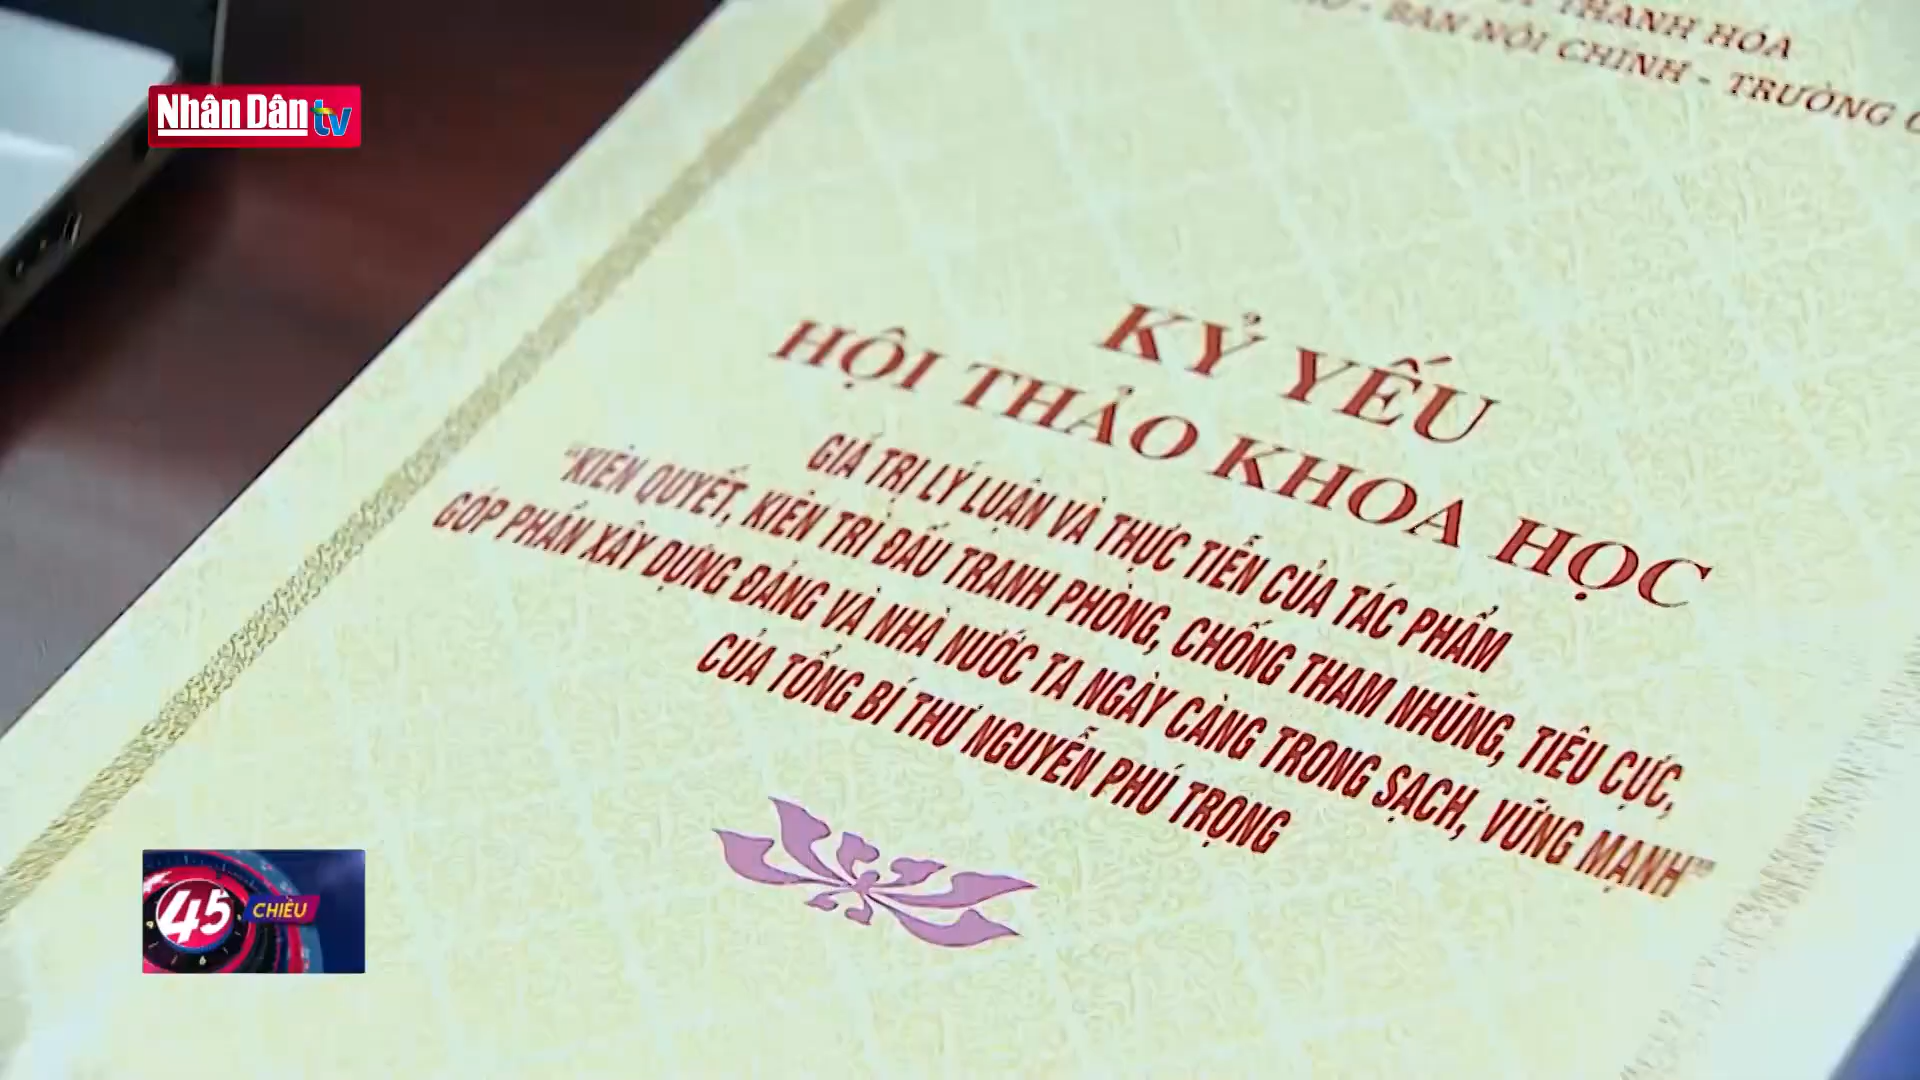 Nhân Dân tv
THANH HÓA
BAN NỘI CHÍNH - TRƯỜNG
KỶ YẾU
HỘI THẢO KHOA HỌC
GIÁ TRỊ LÝ LUẬN VÀ THỰC TIỄN CỦA TÁC PHẨM
"KIÊN QUYẾT, KIÊN TRÌ ĐẤU TRANH PHÒNG, CHỐNG THAM NHŨNG, TIÊU CỰC,
GÓP PHẦN XÂY DỰNG ĐẢNG VÀ NHÀ NƯỚC TA NGÀY CÀNG TRONG SẠCH, VỮNG MẠNH"
CỦA TỔNG BÍ THƯ NGUYỄN PHÚ TRỌNG
45 CHIỀU